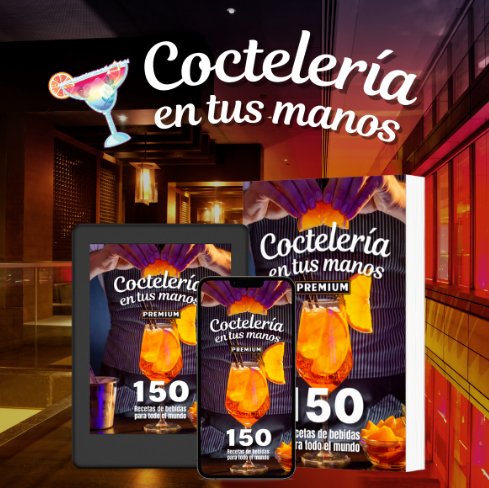 Coctelería
en tus manos
Coctelería
en tus manos
PREMIUM
150
Recetas de bebidas
para todo el mundo
Coctelería
en tus manos
PREMIUM
150
Recetas de bebidas
para todo el mundo
Coctelería
en tus manos
PREMIUM
150
ecetas de bebidas
ra todo el mundo